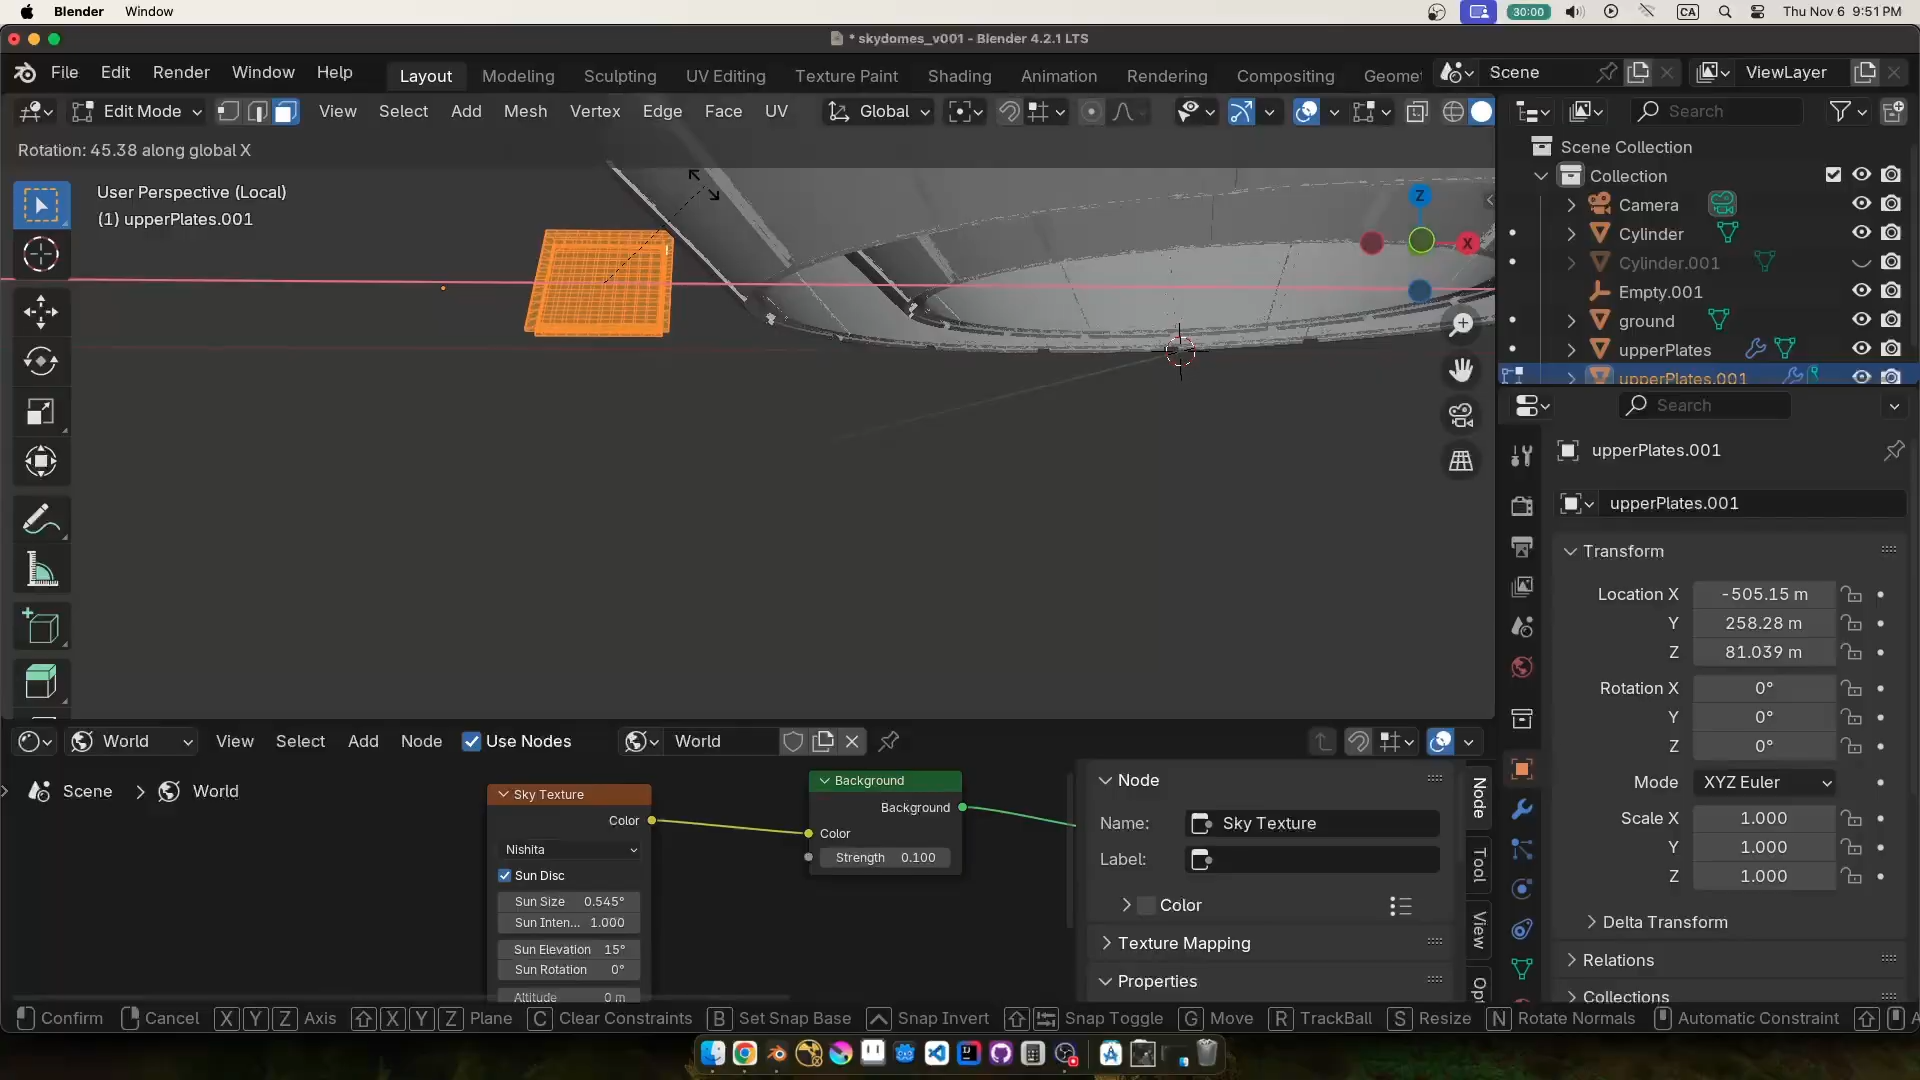 Blender Window
30:00 CA Thu Nov 6 9:51 PM
* skydomes_v001 - Blender 4.2.1 LTS
File Edit Render Window Help
Layout Modeling Sculpting UV Editing Texture Paint Shading Animation Rendering Compositing Geomet
Scene ViewLayer
Edit Mode View Select Add Mesh Vertex Edge Face UV Global
Search
Rotation: 45.38 along global X
User Perspective (Local)
(1) upperPlates.001
Z
X
Scene Collection
Collection
Camera
Cylinder
Cylinder.001
Empty.001
ground
upperPlates
upperPlates.001
Search
upperPlates.001
upperPlates.001
Transform
Location X -505.15 m
Y 258.28 m
Z 81.039 m
Rotation X 0°
Y 0°
Z 0°
Mode XYZ Euler
Scale X 1.000
Y 1.000
Z 1.000
Delta Transform
Relations
Collections
World View Select Add Node Use Nodes World
Scene World
Sky Texture
Color
Nishita
Sun Disc
Sun Size 0.545°
Sun Inten... 1.000
Sun Elevation 15°
Sun Rotation 0°
Altitude 0 m
Background
Background
Color
Strength 0.100
Node
Name: Sky Texture
Label:
Color
Texture Mapping
Properties
Node
Tool
View
Opt
Confirm Cancel X Y Z Axis X Y Z Plane C Clear Constraints B Set Snap Base Snap Invert Snap Toggle G Move R TrackBall S Resize N Rotate Normals Automatic Constraint A